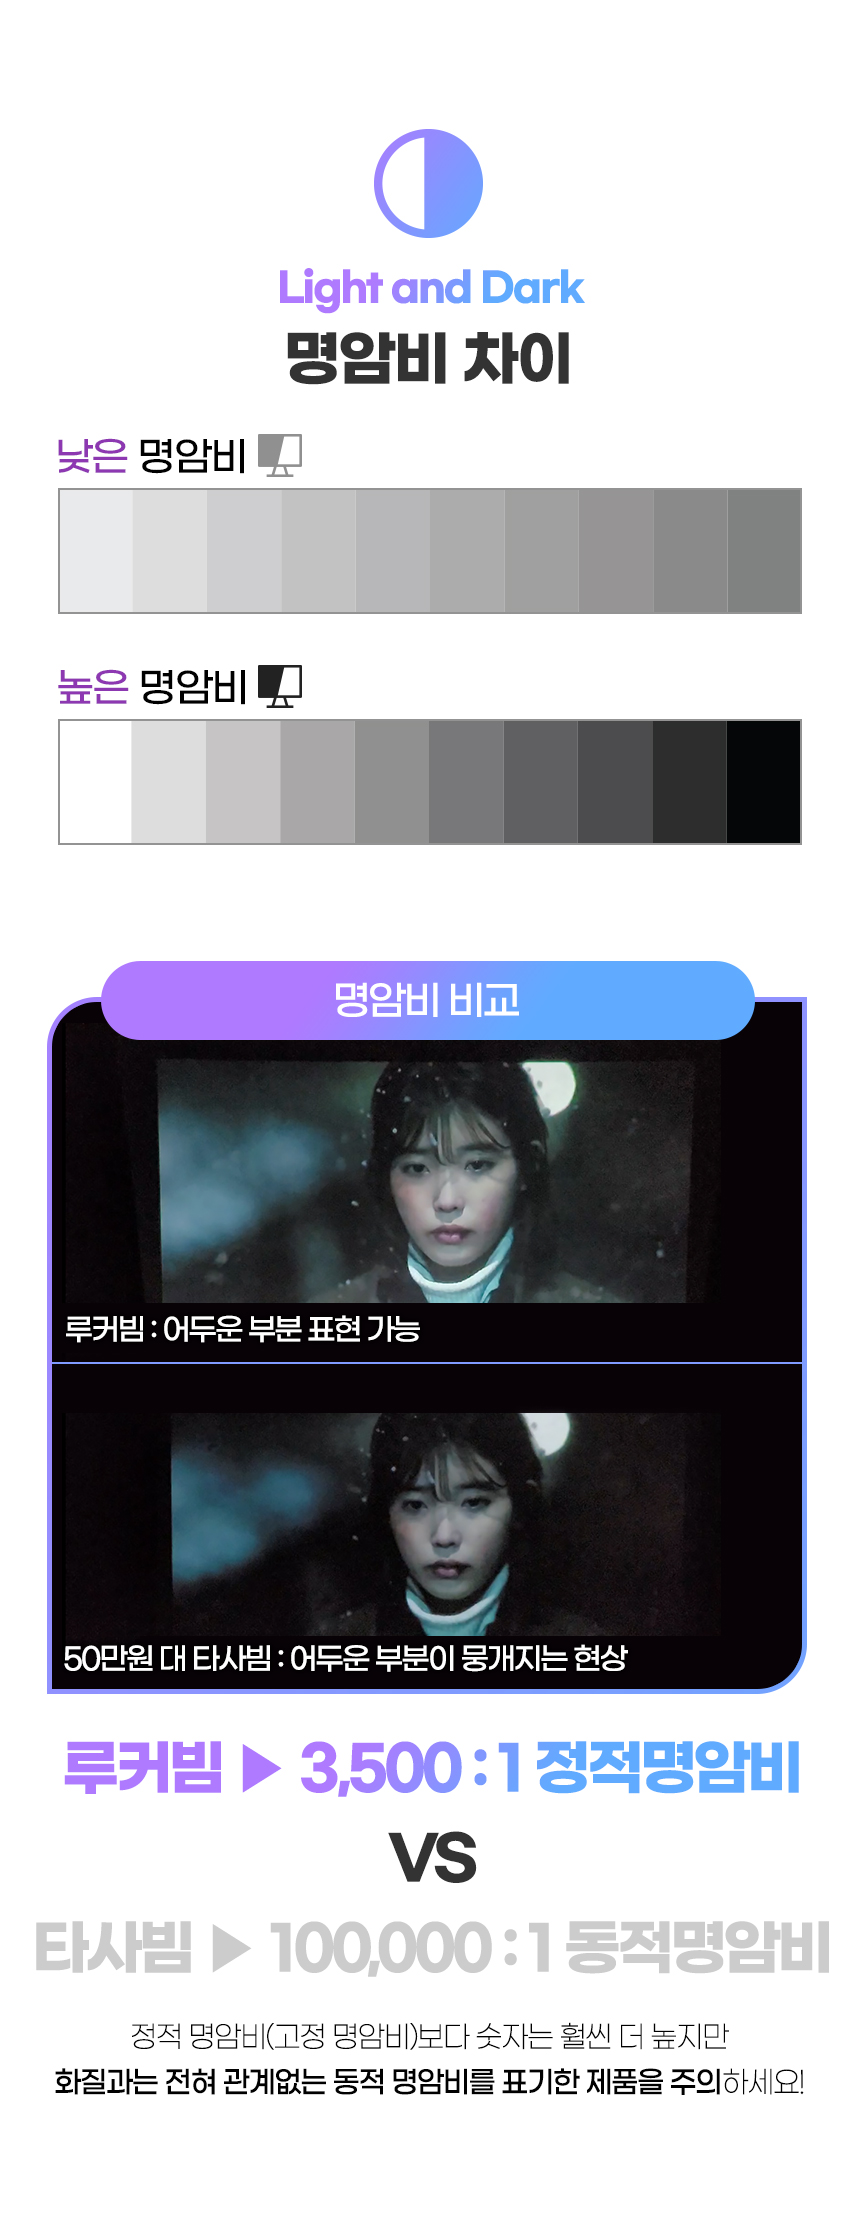 Light and Dark
명암비 차이
낮은 명암비
높은 명암비
명암비 비교
루커빔 : 어두운 부분 표현 가능
50만원 대 타사빔 : 어두운 부분이 뭉개지는 현상
루커빔 ▶ 3,500 : 1 정적명암비
VS
타사빔 ▶ 100,000 : 1 동적명암비
정적 명암비(고정 명암비)보다 숫자는 훨씬 더 높지만
화질과는 전혀 관계없는 동적 명암비를 표기한 제품을 주의하세요!